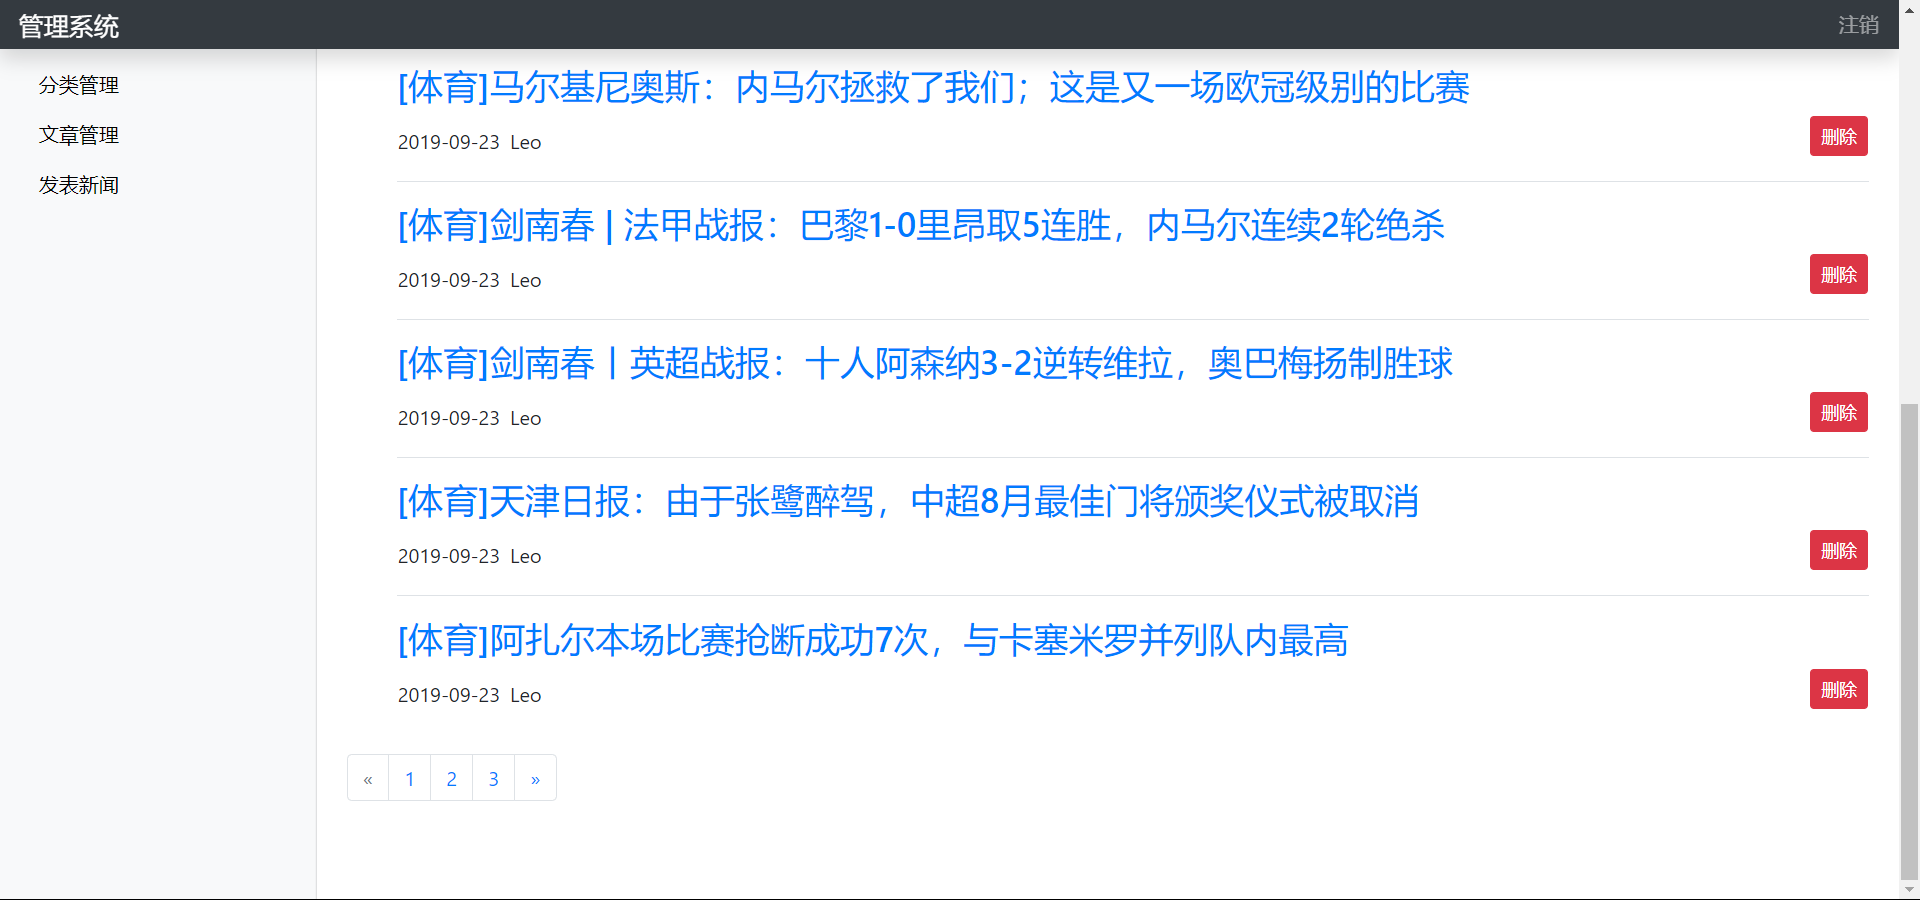 管理系统
注销
分类管理
文章管理
发表新闻
[体育]马尔基尼奥斯：内马尔拯救了我们；这是又一场欧冠级别的比赛
2019-09-23 Leo
删除
[体育]剑南春 | 法甲战报：巴黎1-0里昂取5连胜，内马尔连续2轮绝杀
2019-09-23 Leo
删除
[体育]剑南春丨英超战报：十人阿森纳3-2逆转维拉，奥巴梅扬制胜球
2019-09-23 Leo
删除
[体育]天津日报：由于张鹭醉驾，中超8月最佳门将颁奖仪式被取消
2019-09-23 Leo
删除
[体育]阿扎尔本场比赛抢断成功7次，与卡塞米罗并列队内最高
2019-09-23 Leo
删除
« 1 2 3 »